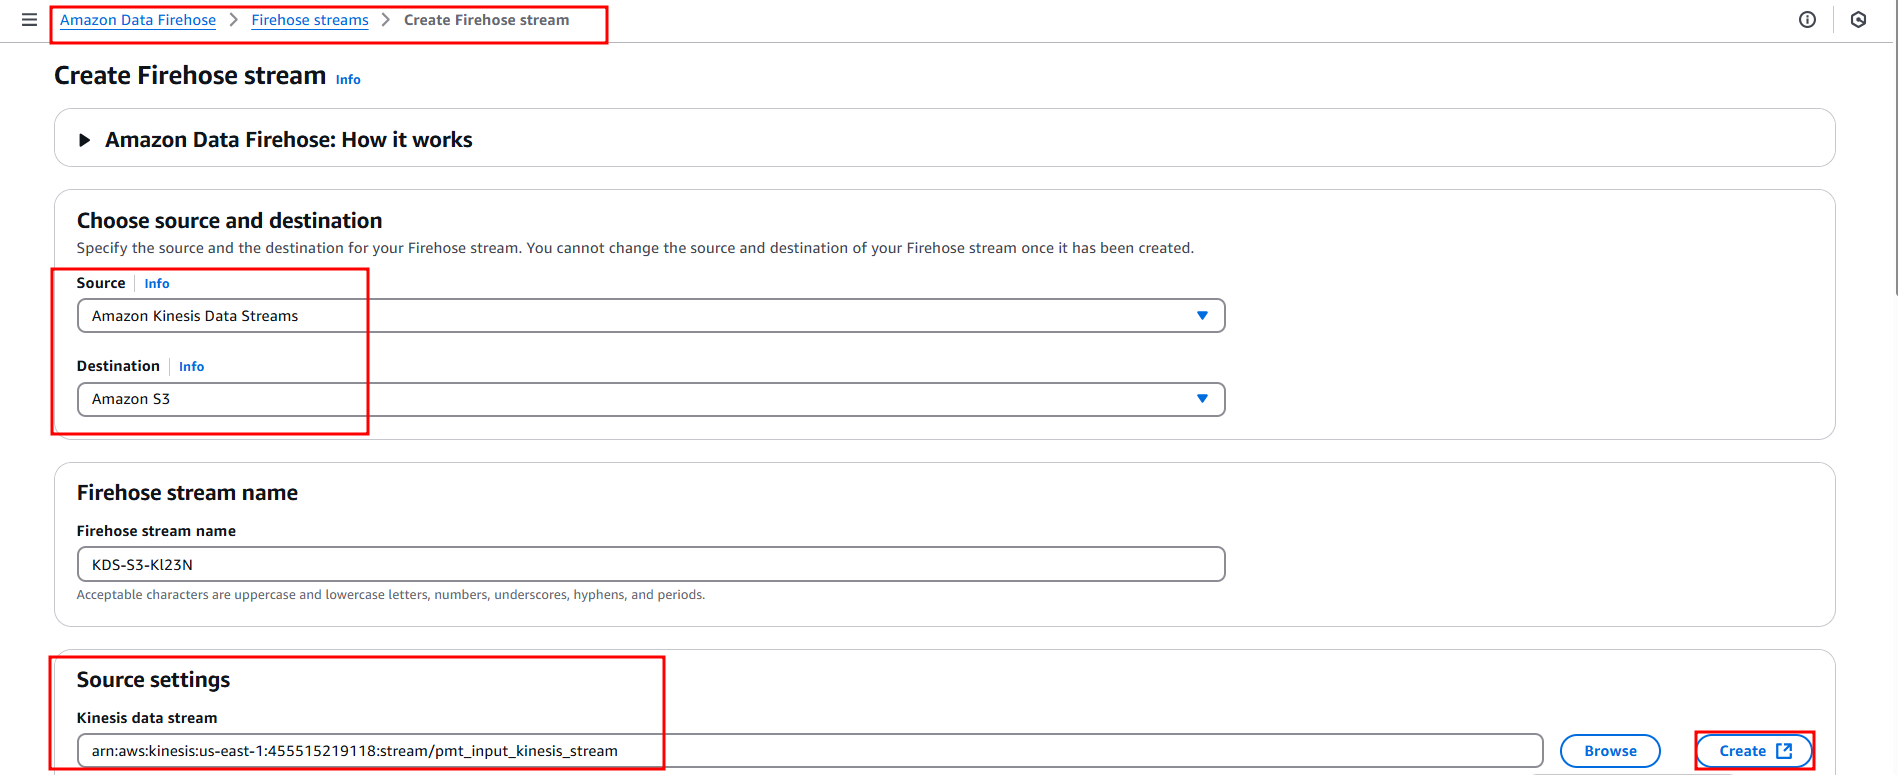 Amazon Data Firehose > Firehose streams > Create Firehose stream
Create Firehose stream Info
Amazon Data Firehose: How it works
Choose source and destination
Specify the source and the destination for your Firehose stream. You cannot change the source and destination of your Firehose stream once it has been created.
Source Info
Amazon Kinesis Data Streams
Destination Info
Amazon S3
Firehose stream name
Firehose stream name
KDS-S3-Kl23N
Acceptable characters are uppercase and lowercase letters, numbers, underscores, hyphens, and periods.
Source settings
Kinesis data stream
arn:aws:kinesis:us-east-1:455515219118:stream/pmt_input_kinesis_stream Browse Create